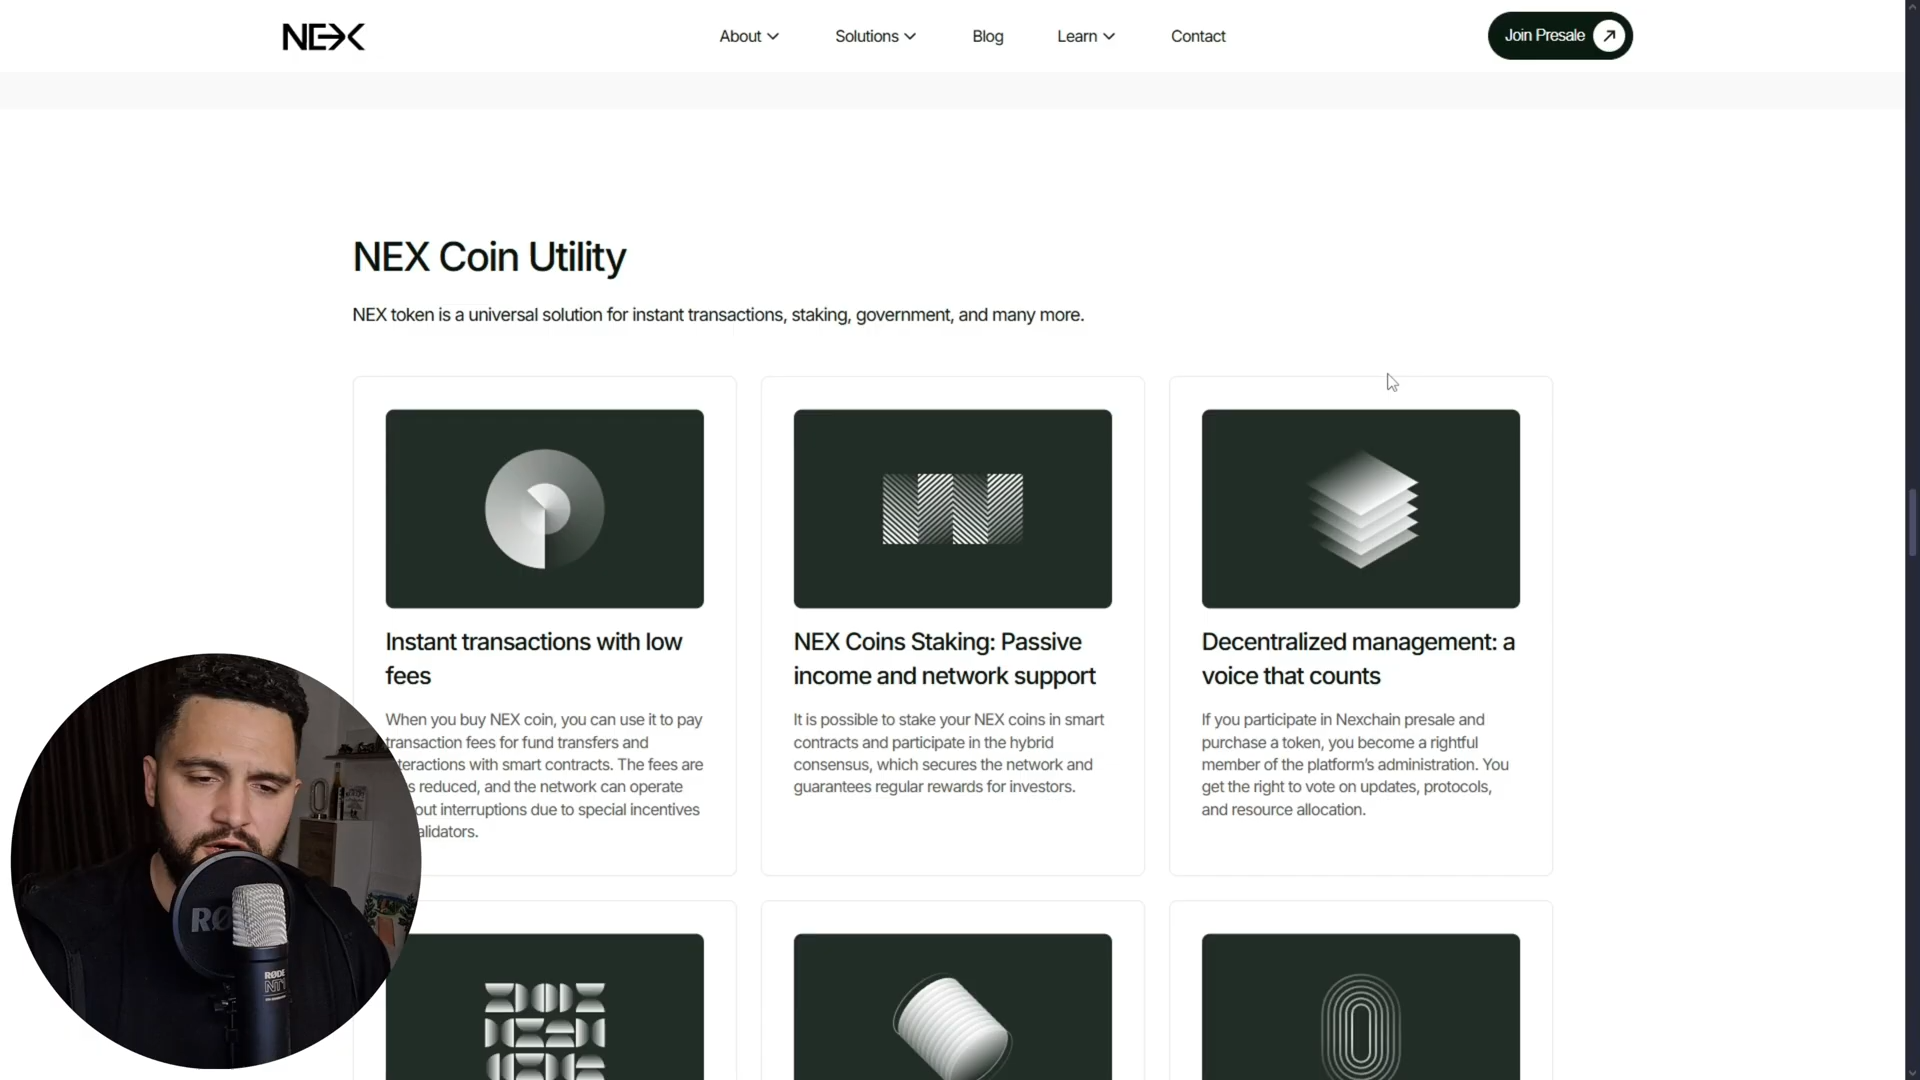 NEX
About
Solutions
Blog
Learn
Contact
Join Presale
NEX Coin Utility
NEX token is a universal solution for instant transactions, staking, government, and many more.
Instant transactions with low
fees
When you buy NEX coin, you can use it to pay
transaction fees for fund transfers and
teractions with smart contracts. The fees are
s reduced, and the network can operate
out interruptions due to special incentives
alidators.
NEX Coins Staking: Passive
income and network support
It is possible to stake your NEX coins in smart
contracts and participate in the hybrid
consensus, which secures the network and
guarantees regular rewards for investors.
Decentralized management: a
voice that counts
If you participate in Nexchain presale and
purchase a token, you become a rightful
member of the platform's administration. You
get the right to vote on updates, protocols,
and resource allocation.
RØ
RØDE
NT1